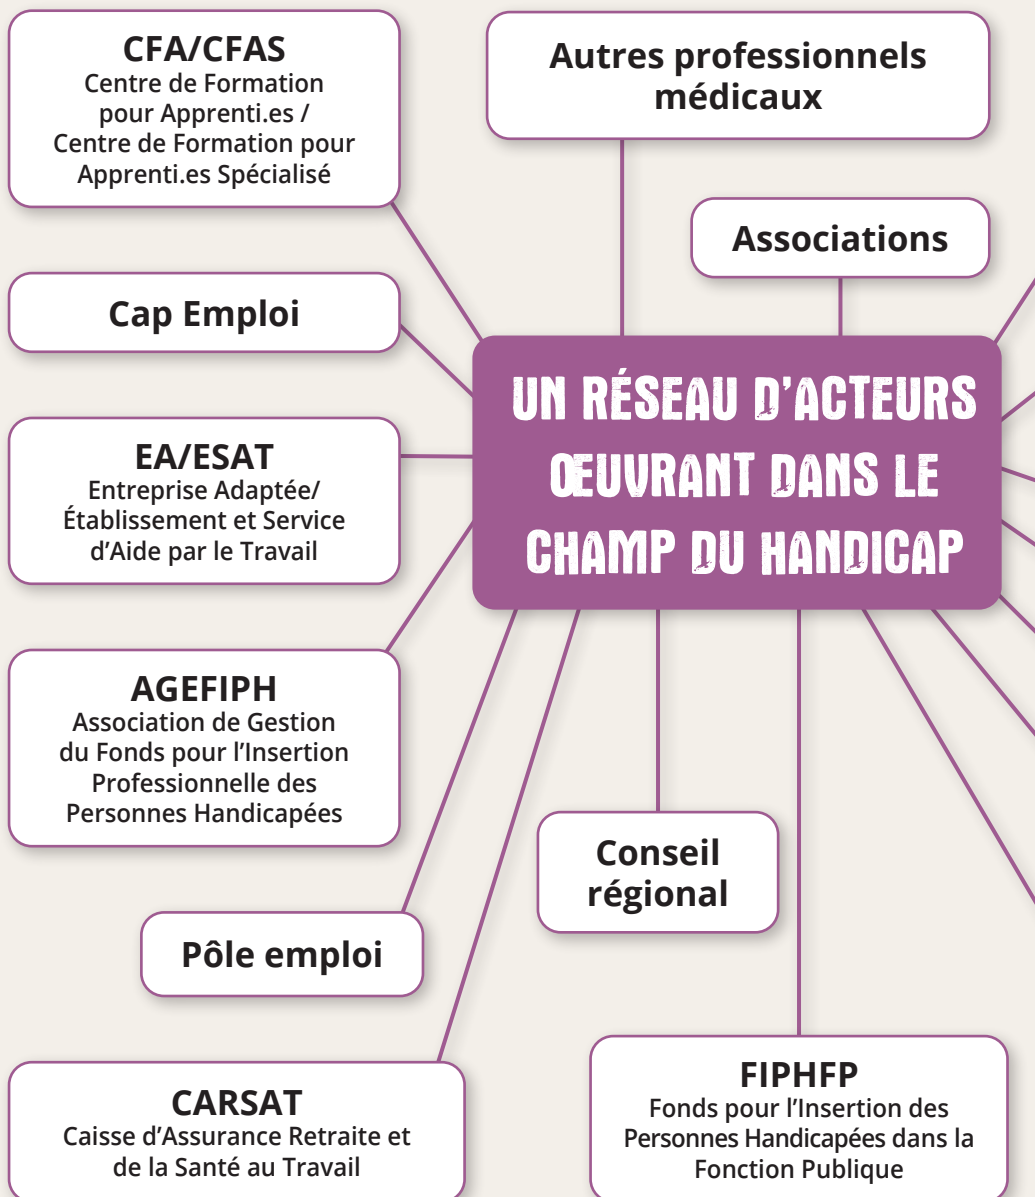 CFA/CFAS
Centre de Formation
pour Apprenti.es /
Centre de Formation pour
Apprenti.es Spécialisé
Autres professionnels
médicaux
Associations
Cap Emploi
UN RÉSEAU D'ACTEURS
ŒUVRANT DANS LE
CHAMP DU HANDICAP
EA/ESAT
Entreprise Adaptée/
Établissement et Service
d'Aide par le Travail
AGEFIPH
Association de Gestion
du Fonds pour l'Insertion
Professionnelle des
Personnes Handicapées
Conseil
régional
Pôle emploi
CARSAT
Caisse d'Assurance Retraite et
de la Santé au Travail
FIPHFP
Fonds pour l'Insertion des
Personnes Handicapées dans la
Fonction Publique